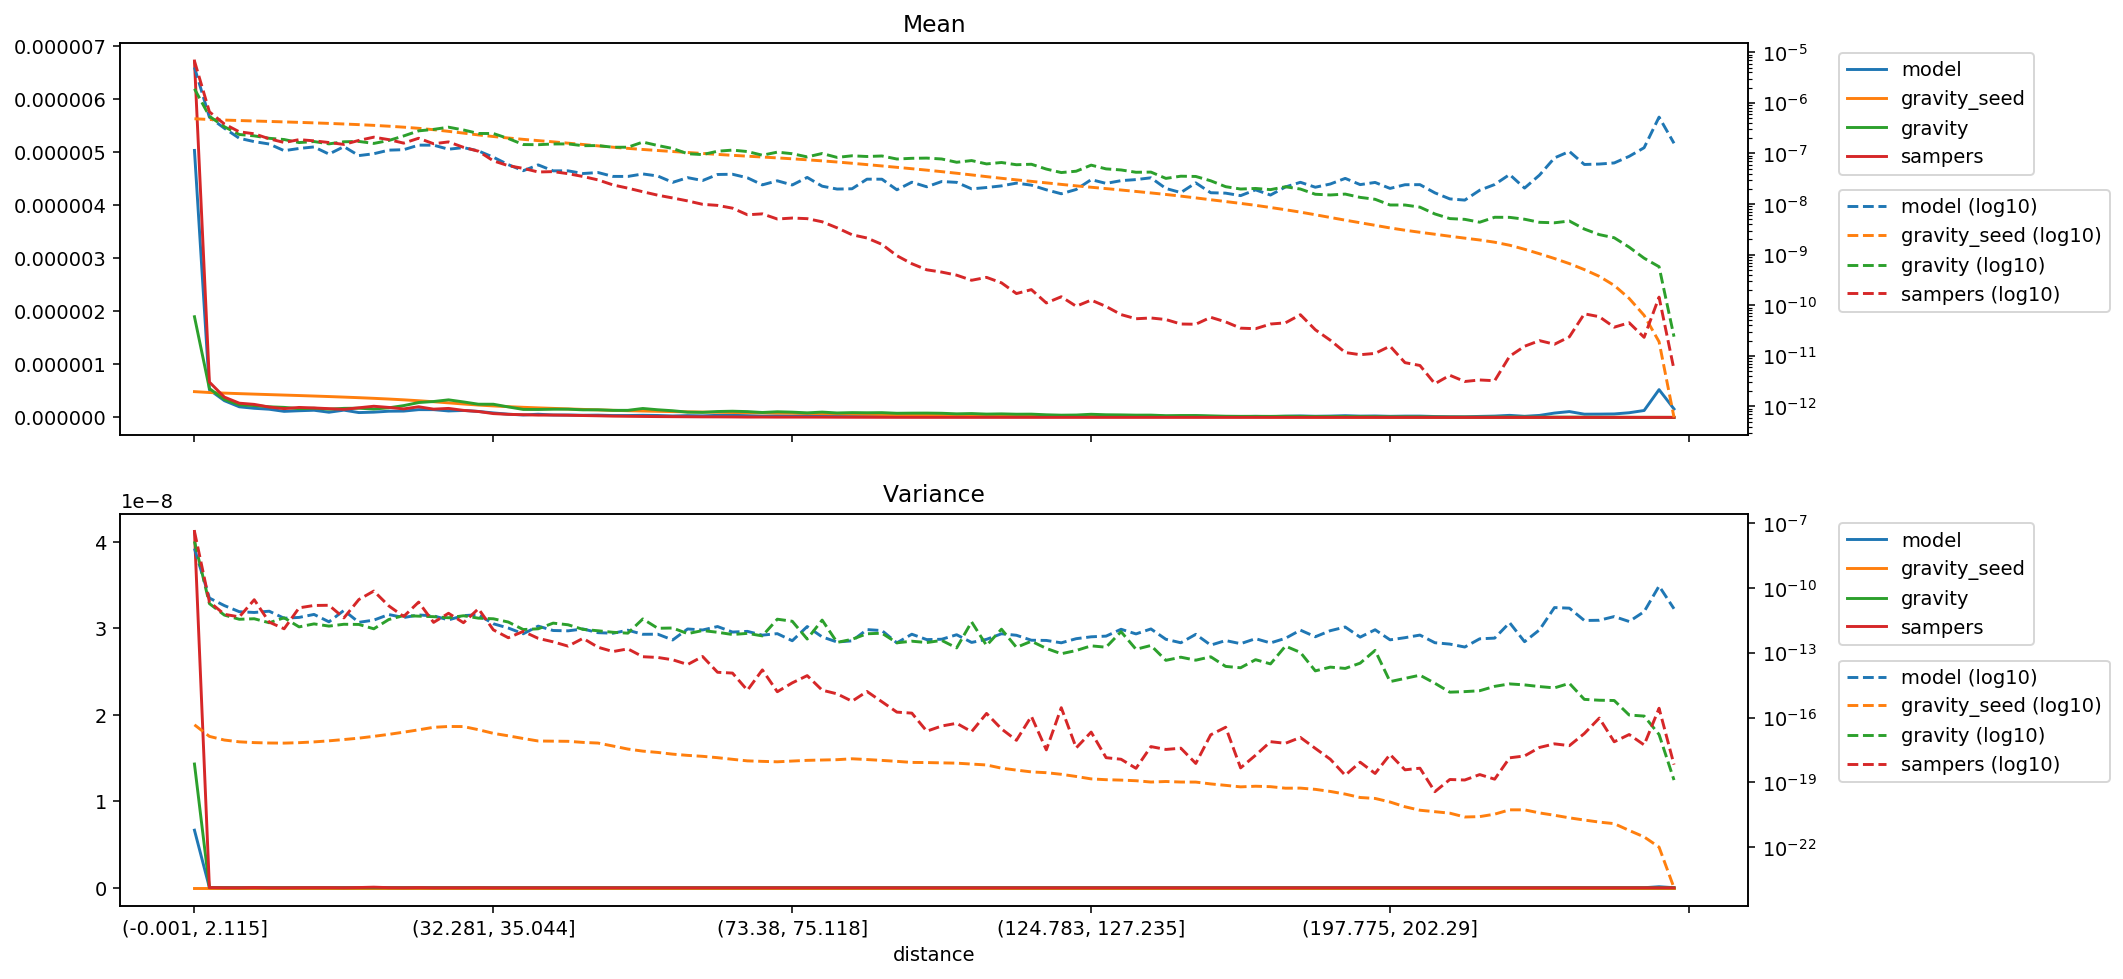 Mean
0.000007
0.000006
0.000005
0.000004
0.000003
0.000002
0.000001
0.000000
10⁻⁵
10⁻⁶
10⁻⁷
10⁻⁸
10⁻⁹
10⁻¹⁰
10⁻¹¹
10⁻¹²
model
gravity_seed
gravity
sampers
model (log10)
gravity_seed (log10)
gravity (log10)
sampers (log10)
Variance
1e−8
4
3
2
1
0
10⁻⁷
10⁻¹⁰
10⁻¹³
10⁻¹⁶
10⁻¹⁹
10⁻²²
model
gravity_seed
gravity
sampers
model (log10)
gravity_seed (log10)
gravity (log10)
sampers (log10)
(-0.001, 2.115]
(32.281, 35.044]
(73.38, 75.118]
(124.783, 127.235]
(197.775, 202.29]
distance